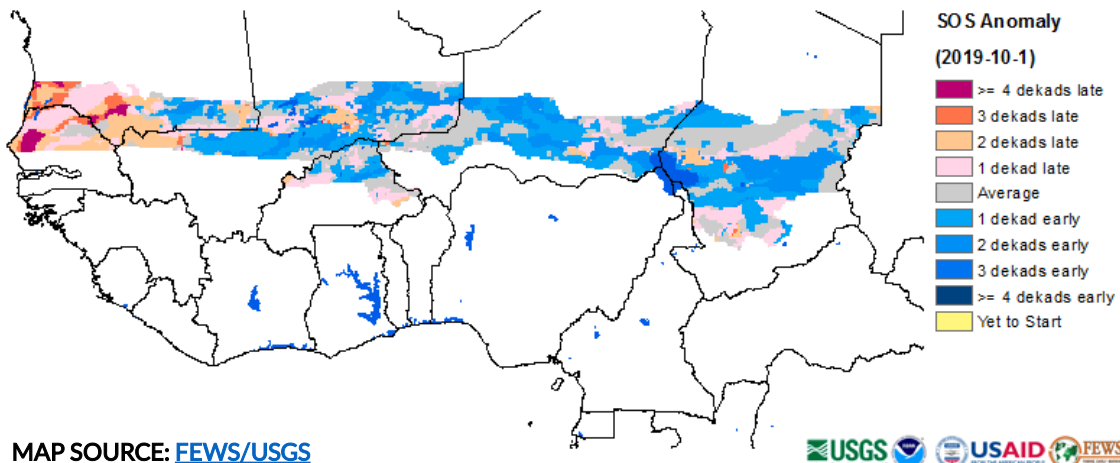 SOS Anomaly
(2019-10-1)
>= 4 dekads late
3 dekads late
2 dekads late
1 dekad late
Average
1 dekad early
2 dekads early
3 dekads early
>= 4 dekads early
Yet to Start
MAP SOURCE: FEWS/USGS
USGS
USAID
FEWS